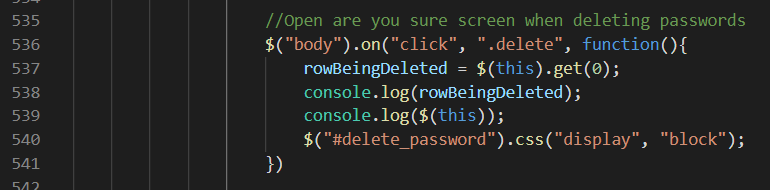 535 //Open are you sure screen when deleting passwords
536 $("body").on("click", ".delete", function(){
537 rowBeingDeleted = $(this).get(0);
538 console.log(rowBeingDeleted);
539 console.log($(this));
540 $("#delete_password").css("display", "block");
541 })
542